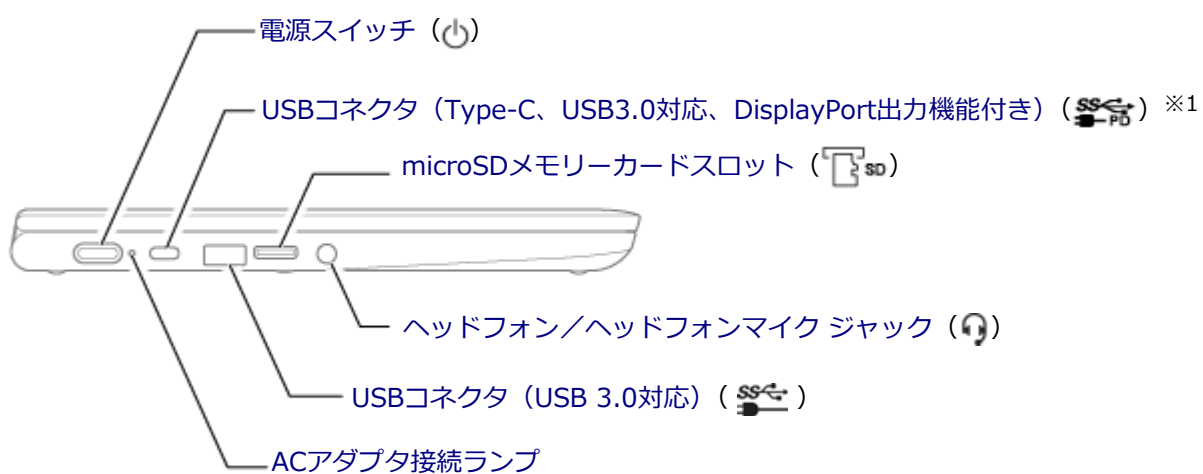 電源スイッチ（）
USBコネクタ（Type-C、USB3.0対応、DisplayPort出力機能付き）（SS PD）※1
microSDメモリーカードスロット（SD）
ヘッドフォン／ヘッドフォンマイク ジャック（）
USBコネクタ（USB 3.0対応）（SS）
ACアダプタ接続ランプ